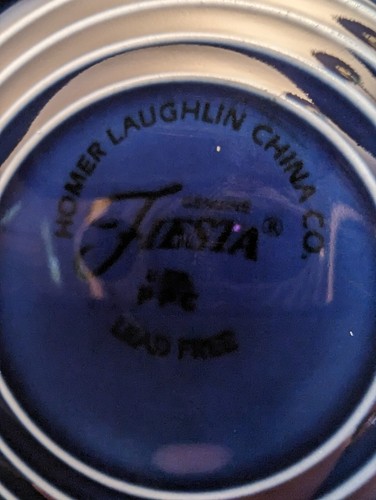 HOMER LAUGHLIN CHINA CO.
GENUINE
FIESTA®
LEAD FREE